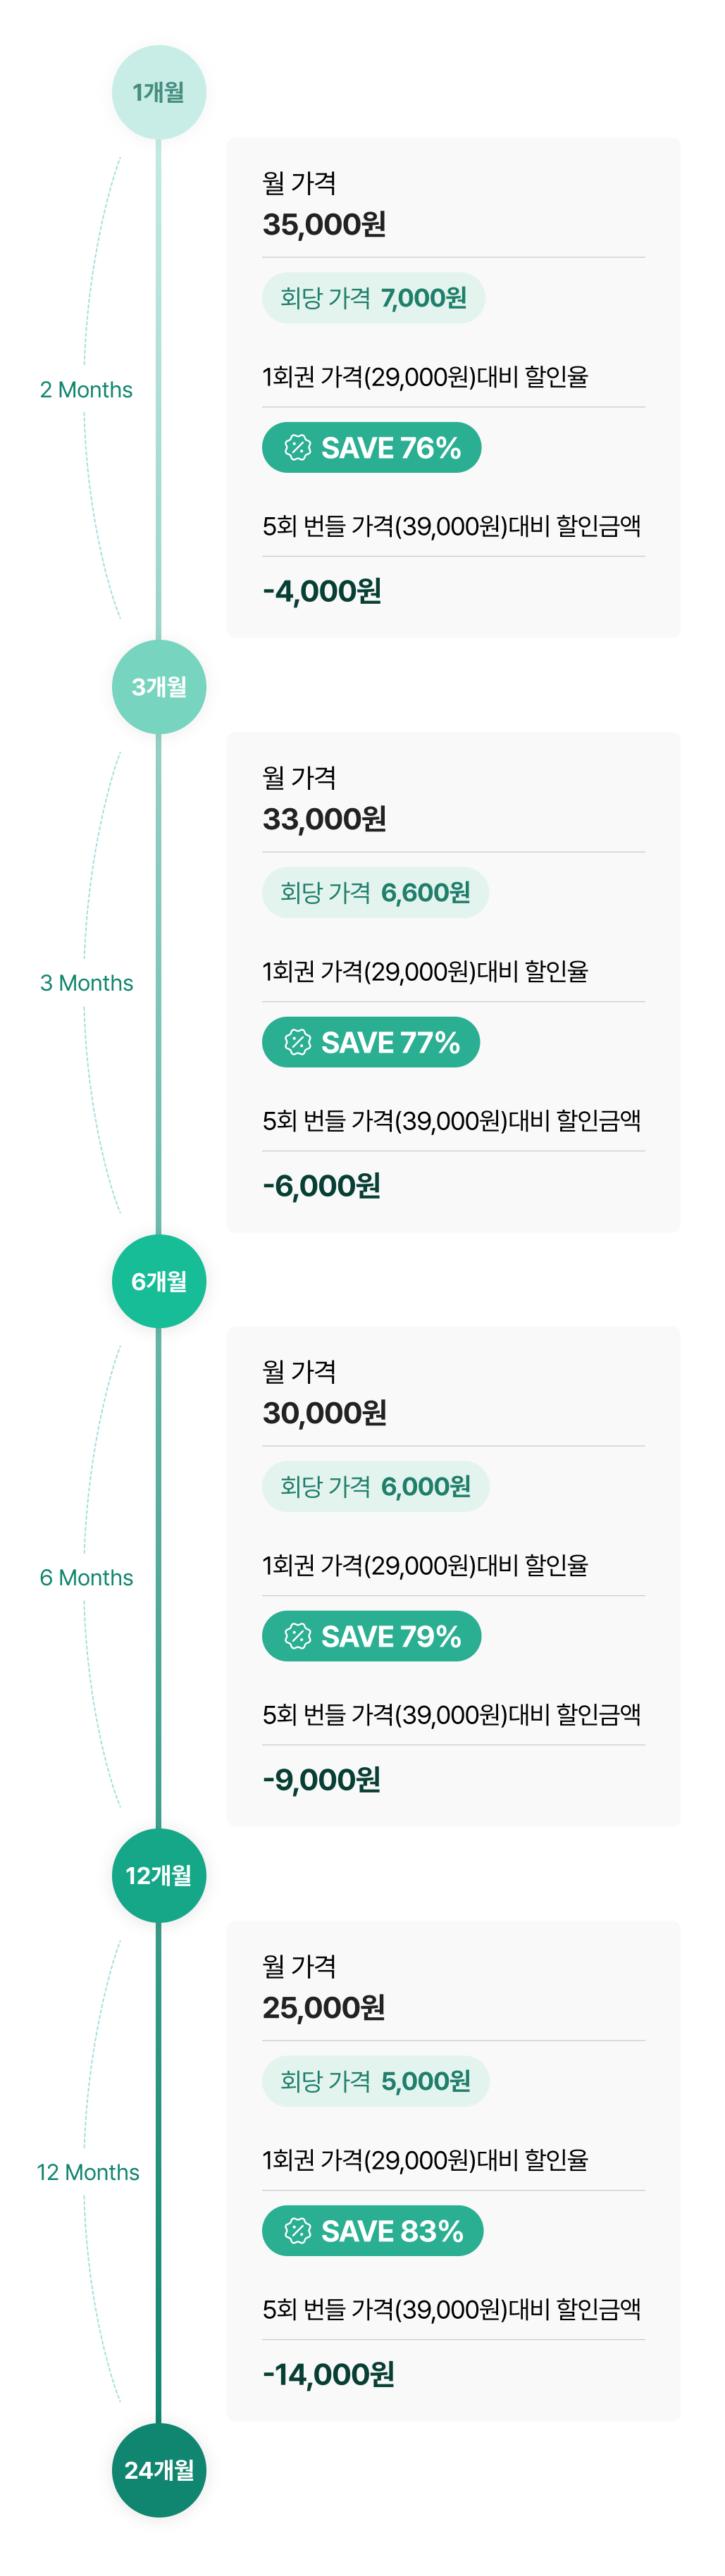 1개월
월 가격
35,000원
회당 가격 7,000원
2 Months
1회권 가격(29,000원)대비 할인율
SAVE 76%
5회 번들 가격(39,000원)대비 할인금액
-4,000원
3개월
월 가격
33,000원
회당 가격 6,600원
3 Months
1회권 가격(29,000원)대비 할인율
SAVE 77%
5회 번들 가격(39,000원)대비 할인금액
-6,000원
6개월
월 가격
30,000원
회당 가격 6,000원
6 Months
1회권 가격(29,000원)대비 할인율
SAVE 79%
5회 번들 가격(39,000원)대비 할인금액
-9,000원
12개월
월 가격
25,000원
회당 가격 5,000원
12 Months
1회권 가격(29,000원)대비 할인율
SAVE 83%
5회 번들 가격(39,000원)대비 할인금액
-14,000원
24개월